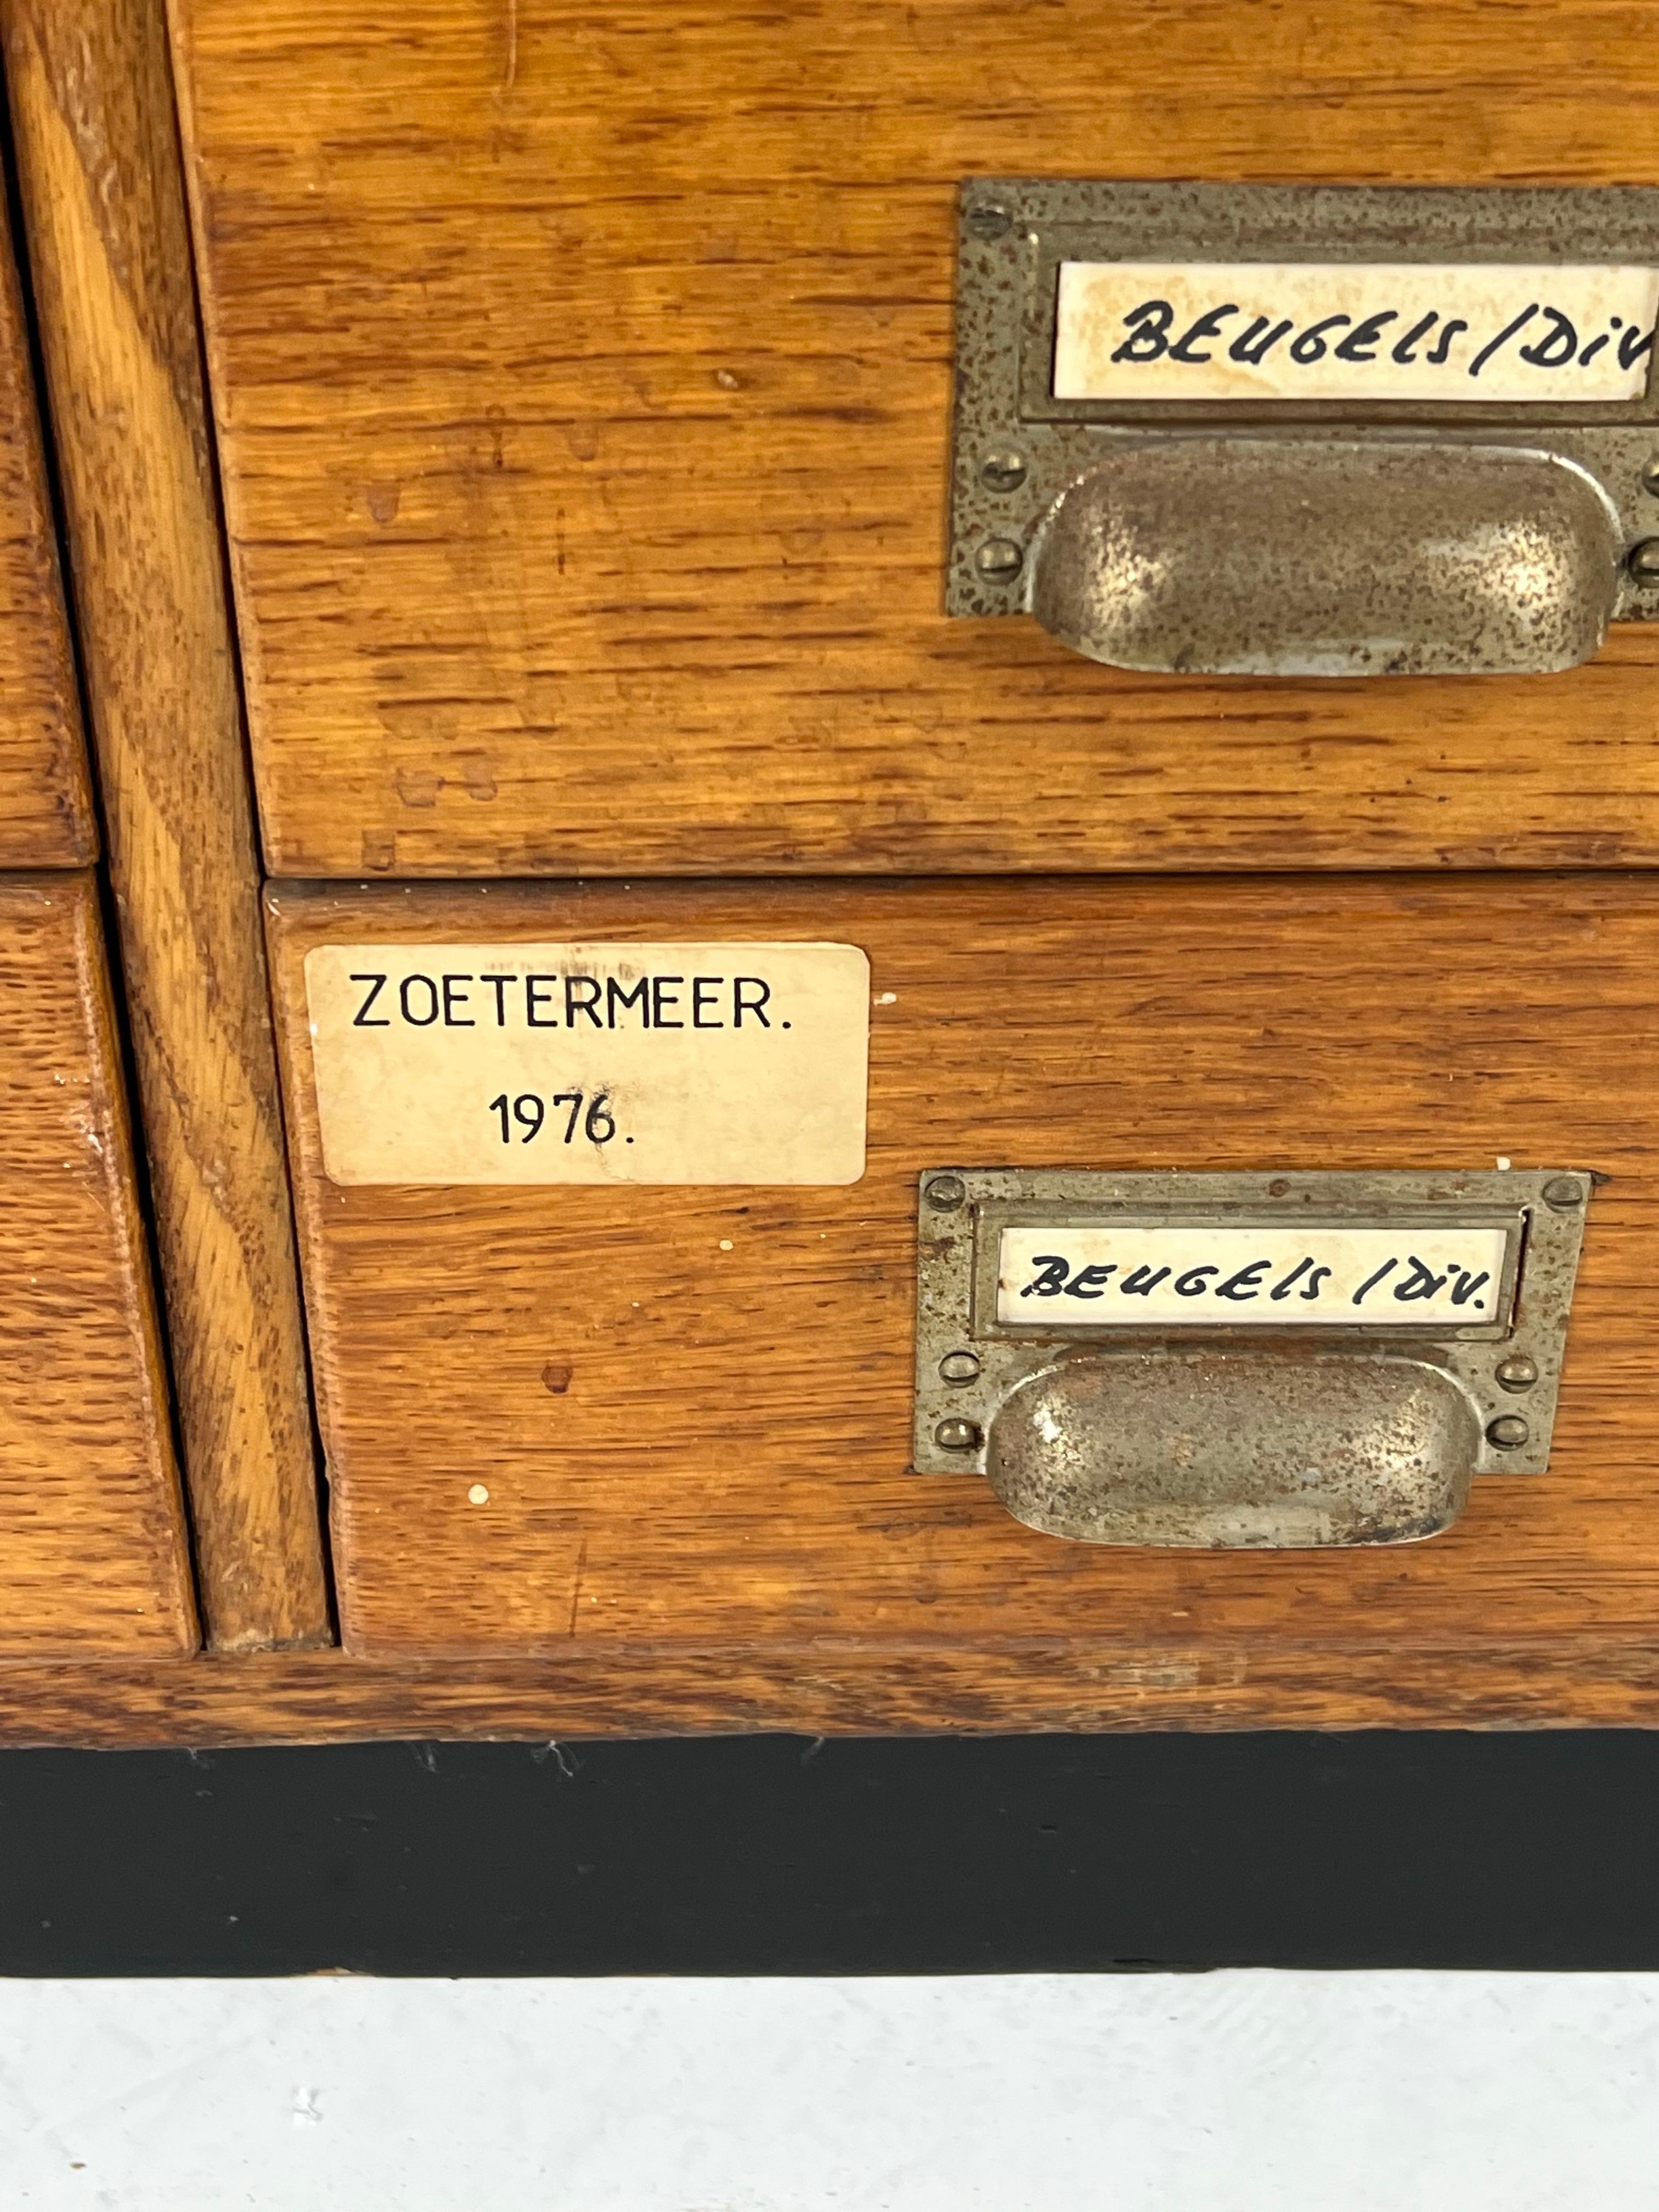 BEUGEls/Div
ZOETERMEER.
1976.
BEUGEls/Div.